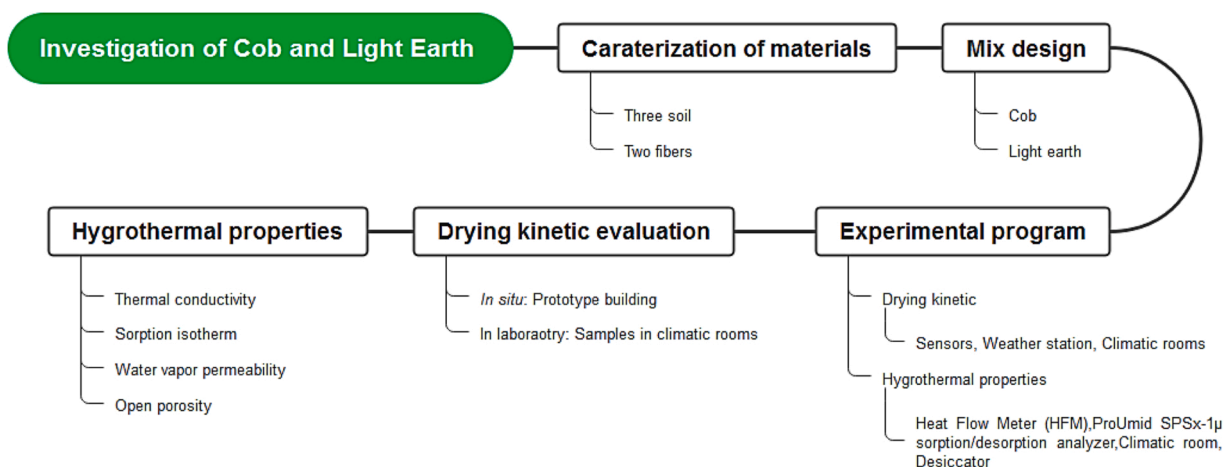 Investigation of Cob and Light Earth
Caraterization of materials
Three soil
Two fibers
Mix design
Cob
Light earth
Experimental program
Drying kinetic
Sensors, Weather station, Climatic rooms
Hygrothermal properties
Heat Flow Meter (HFM),ProUmid SPSx-1μ
sorption/desorption analyzer,Climatic room,
Desiccator
Drying kinetic evaluation
In situ: Prototype building
In laboraotry: Samples in climatic rooms
Hygrothermal properties
Thermal conductivity
Sorption isotherm
Water vapor permeability
Open porosity